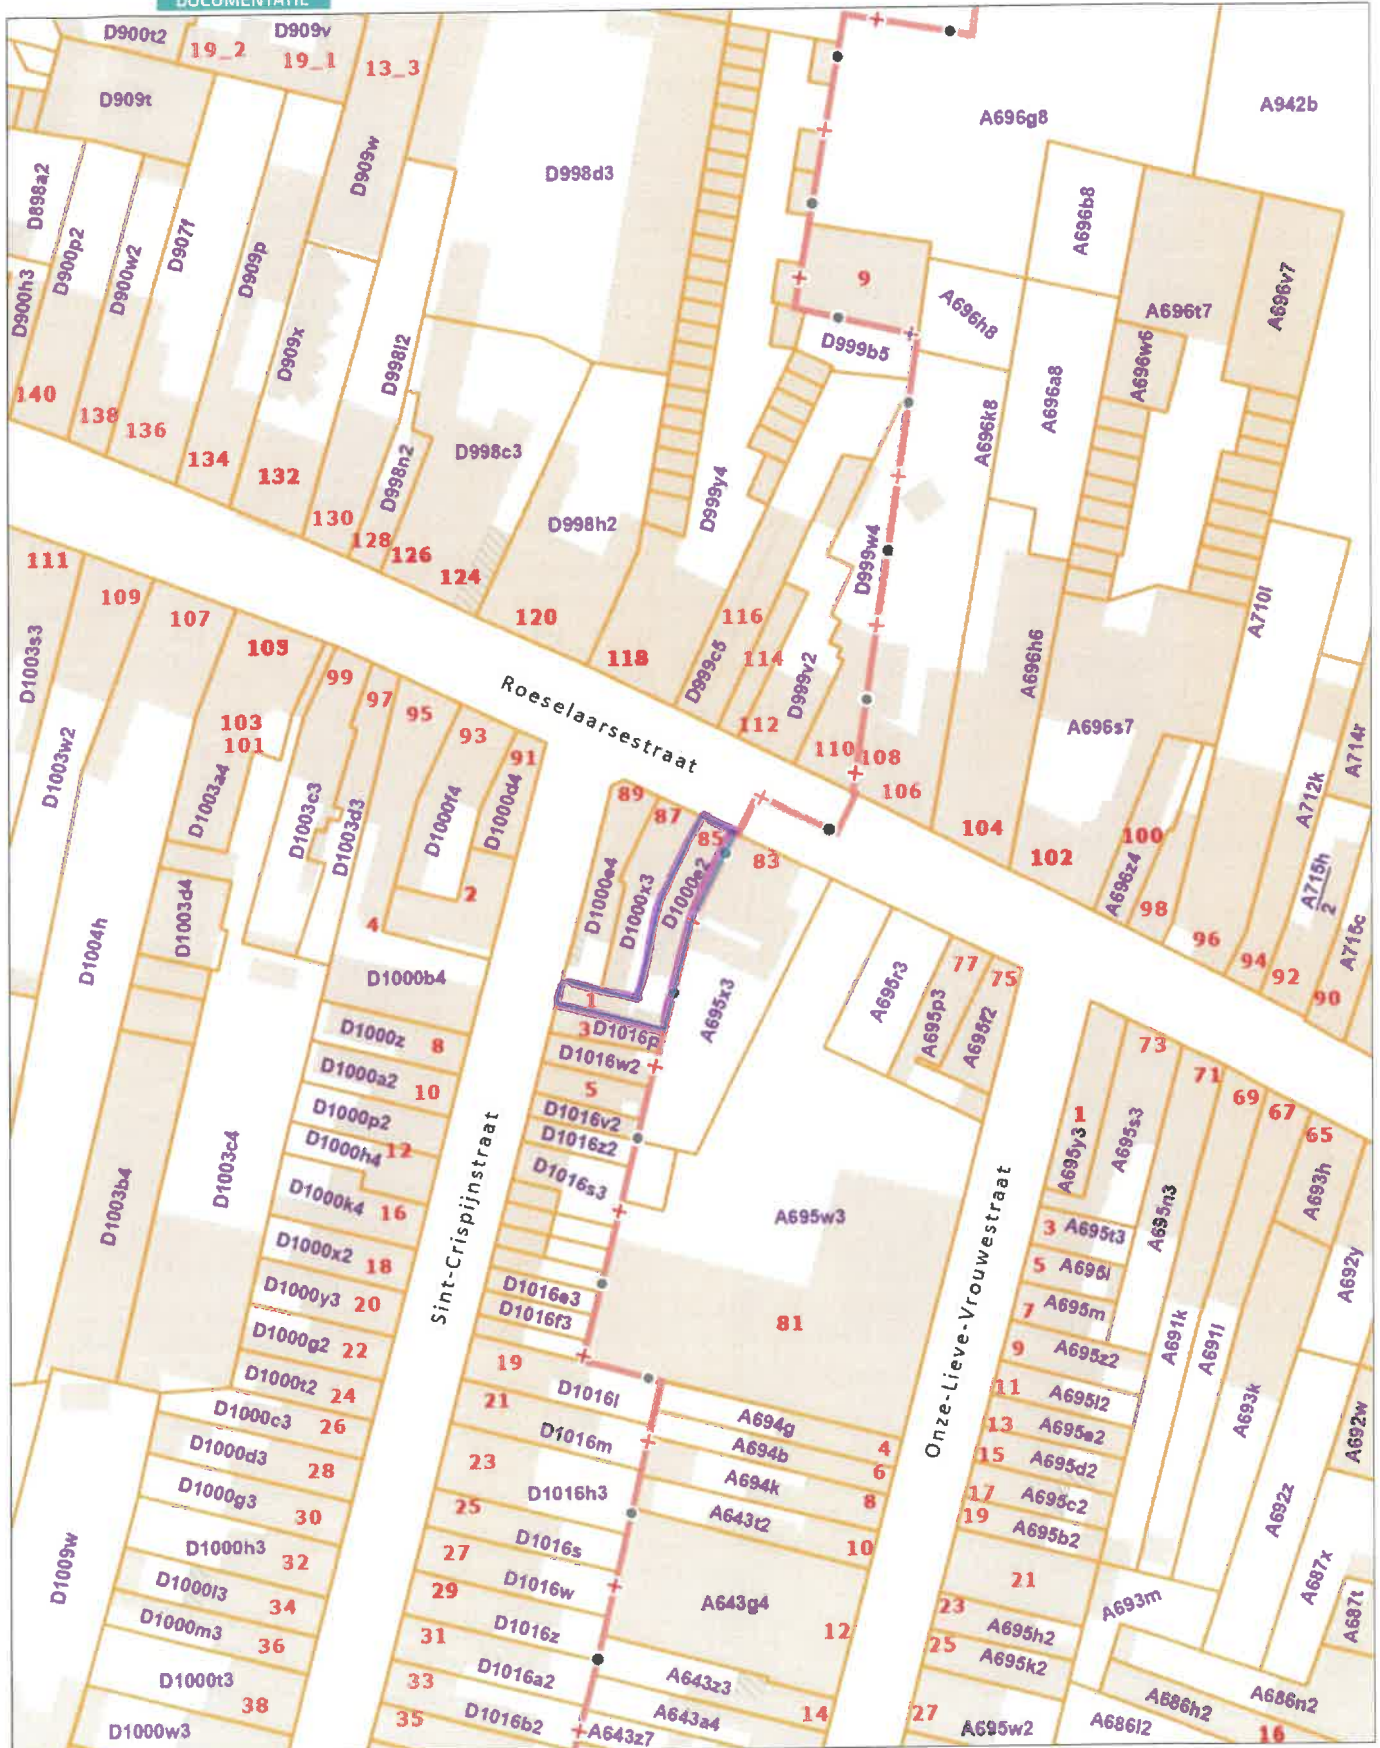 DOCUMENTATIE
D900t2
D909v
19_2
19_1
13_3
D909t
A942b
A696g8
D909w
D998d3
D898a2
D900p2
D900w2
D907f
D909p
A696b8
D900h3
9
A696h8
A696t7
A696v7
D999b5
A696w6
D909x
D998l2
A696a8
A696k8
140
138
136
134
132
130
128
126
124
D998n2
D998c3
D998h2
D999y4
D999w4
120
118
116
114
112
110
108
106
104
102
D999c5
D999v2
A696h6
A696s7
A710l
A714r
A712k
A715h
2
A715c
100
A696z4
98
96
94
92
90
111
109
107
105
103
101
99
97
95
93
91
D1003s3
D1003w2
D1003a4
D1003c3
D1003d3
D1000f4
D1000d4
Roeselaarsestraat
89
87
85
83
D1000e4
D1000x3
D1000e2
2
4
D1003d4
D1004h
D1000b4
A695x3
A695r3
77
75
A695p3
A695f2
1
3
D1016p
D1000z
8
D1016w2
D1000a2
10
5
D1000p2
D1016v2
D1000h4
12
D1016z2
D1003c4
D1003b4
D1000k4
16
D1016s3
D1000x2
18
D1000y3
20
D1016e3
D1016f3
D1000g2
22
D1000t2
24
D1000c3
26
D1000d3
28
D1000g3
30
D1000h3
32
D1000l3
34
D1000m3
36
D1000t3
38
D1000w3
D1009w
Sint-Crispijnstraat
A695w3
81
19
D1016l
21
D1016m
23
D1016h3
25
D1016s
27
D1016w
29
D1016z
31
D1016a2
33
D1016b2
35
A694g
4
A694b
6
A694k
8
A643t2
10
A643g4
12
A643z3
A643a4
14
A643z7
Onze-Lieve-Vrouwestraat
73
71
69
67
65
1
A695y3
A695s3
A695n3
A693h
A692y
3
A695t3
5
A695l
7
A695m
9
A695z2
11
A695l2
13
A695a2
15
A695d2
17
A695c2
19
A695b2
21
23
A695h2
25
A695k2
27
A695w2
A691k
A691l
A693k
A692w
A692z
A687x
A687t
A693m
A686n2
A686h2
A686l2
16